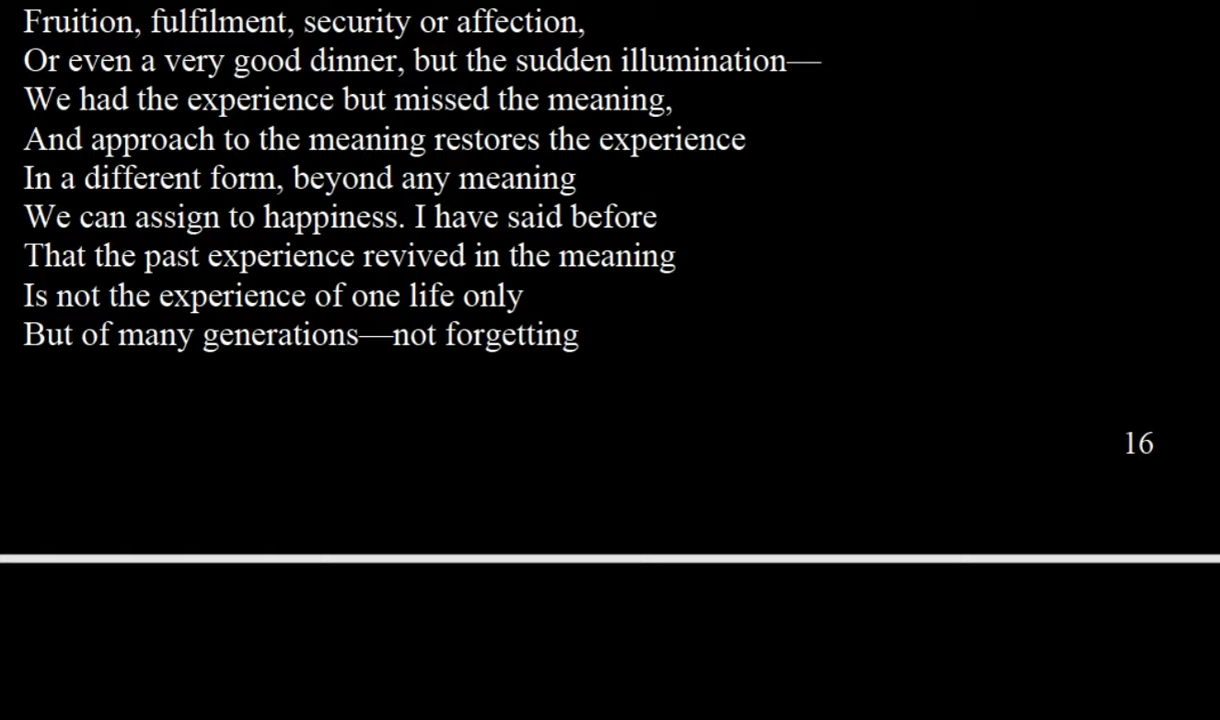 Fruition, fulfilment, security or affection,
Or even a very good dinner, but the sudden illumination—
We had the experience but missed the meaning,
And approach to the meaning restores the experience
In a different form, beyond any meaning
We can assign to happiness. I have said before
That the past experience revived in the meaning
Is not the experience of one life only
But of many generations—not forgetting
16